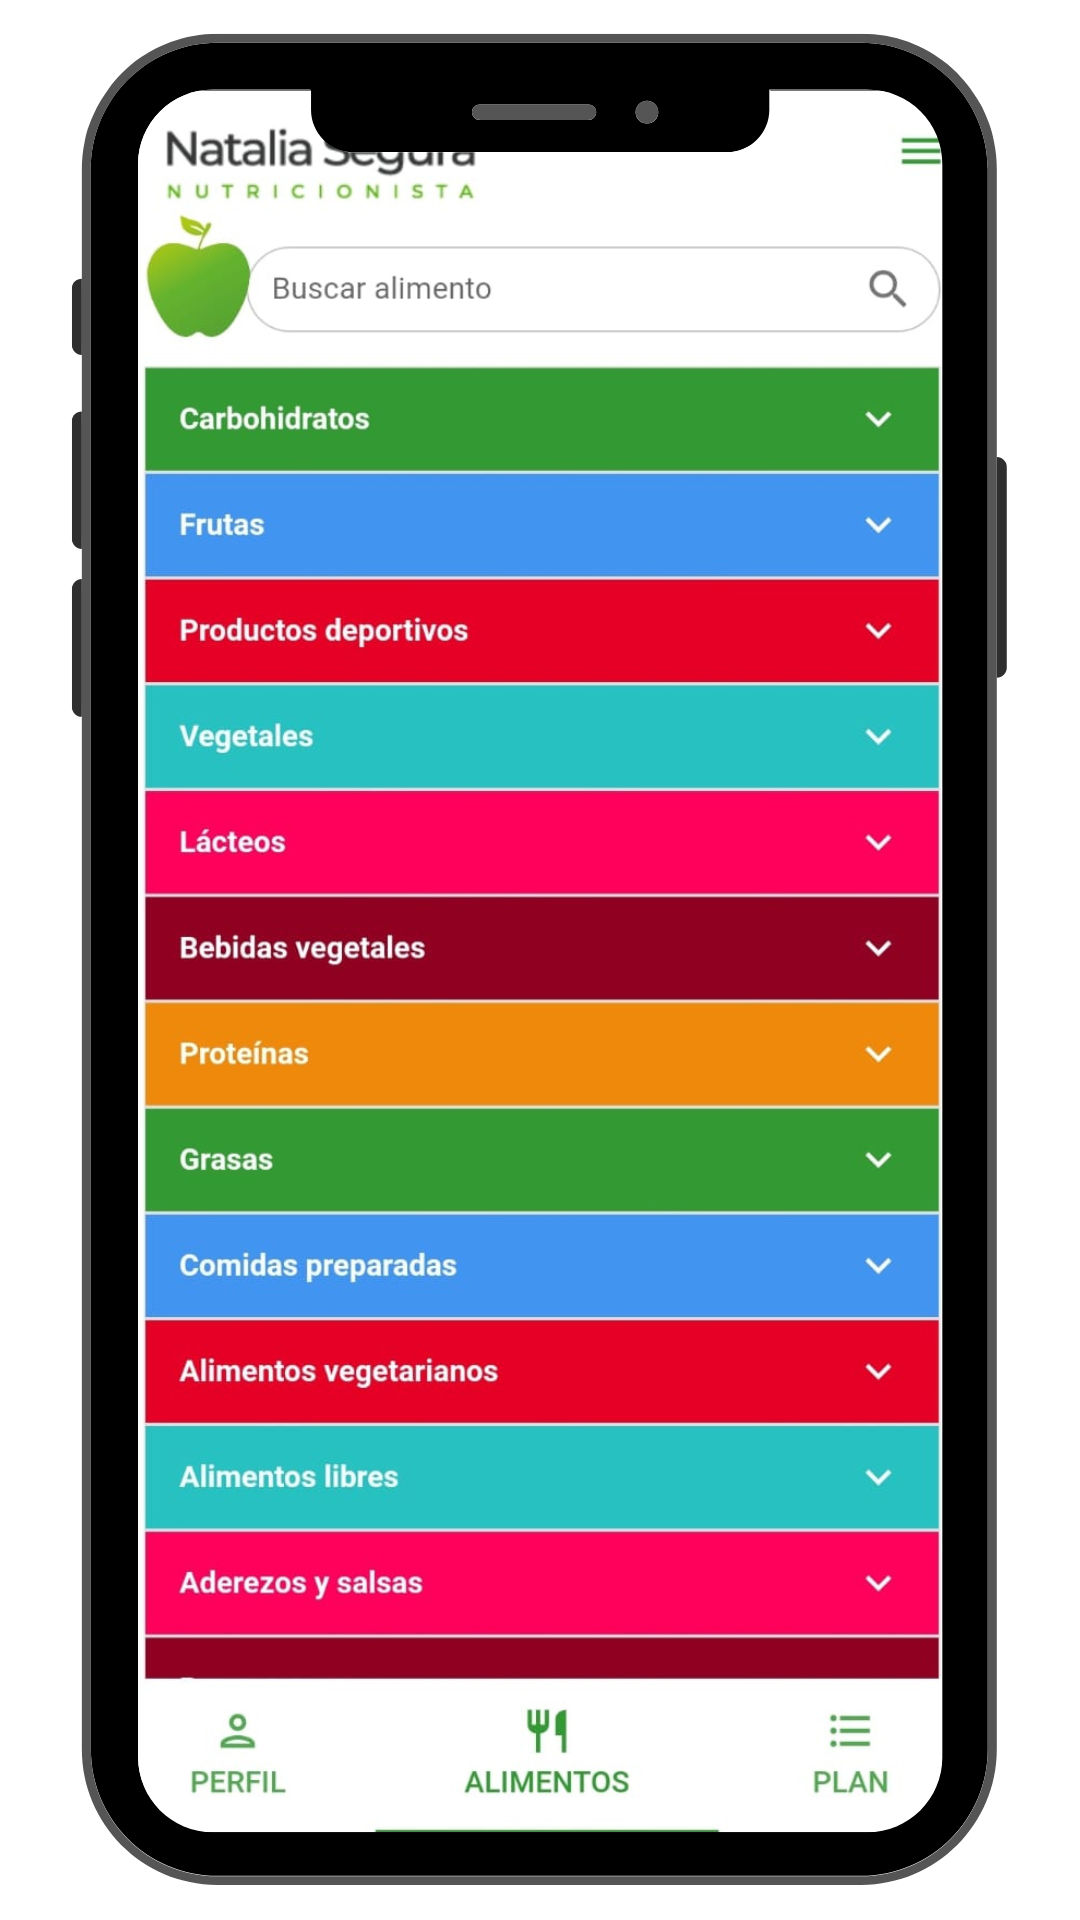 Natalia Segura
NUTRICIONISTA
Buscar alimento
Carbohidratos
Frutas
Productos deportivos
Vegetales
Lácteos
Bebidas vegetales
Proteínas
Grasas
Comidas preparadas
Alimentos vegetarianos
Alimentos libres
Aderezos y salsas
PERFIL
ALIMENTOS
PLAN